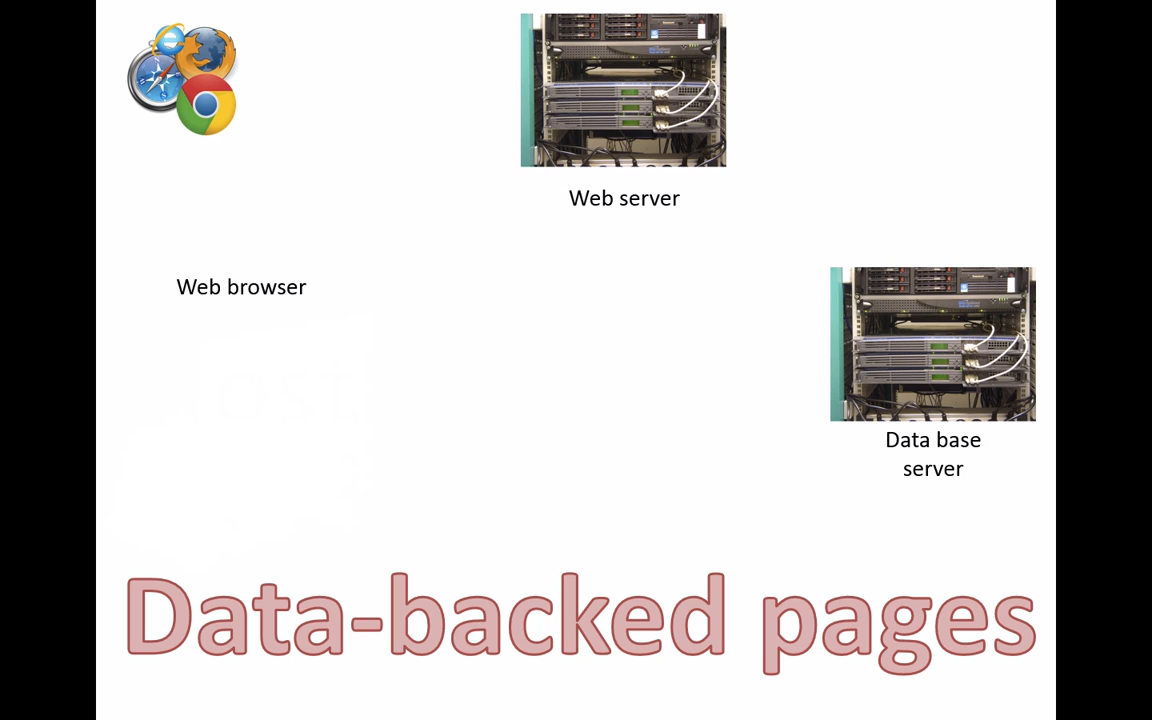 Web server
Web browser
Data base
server
Data-backed pages